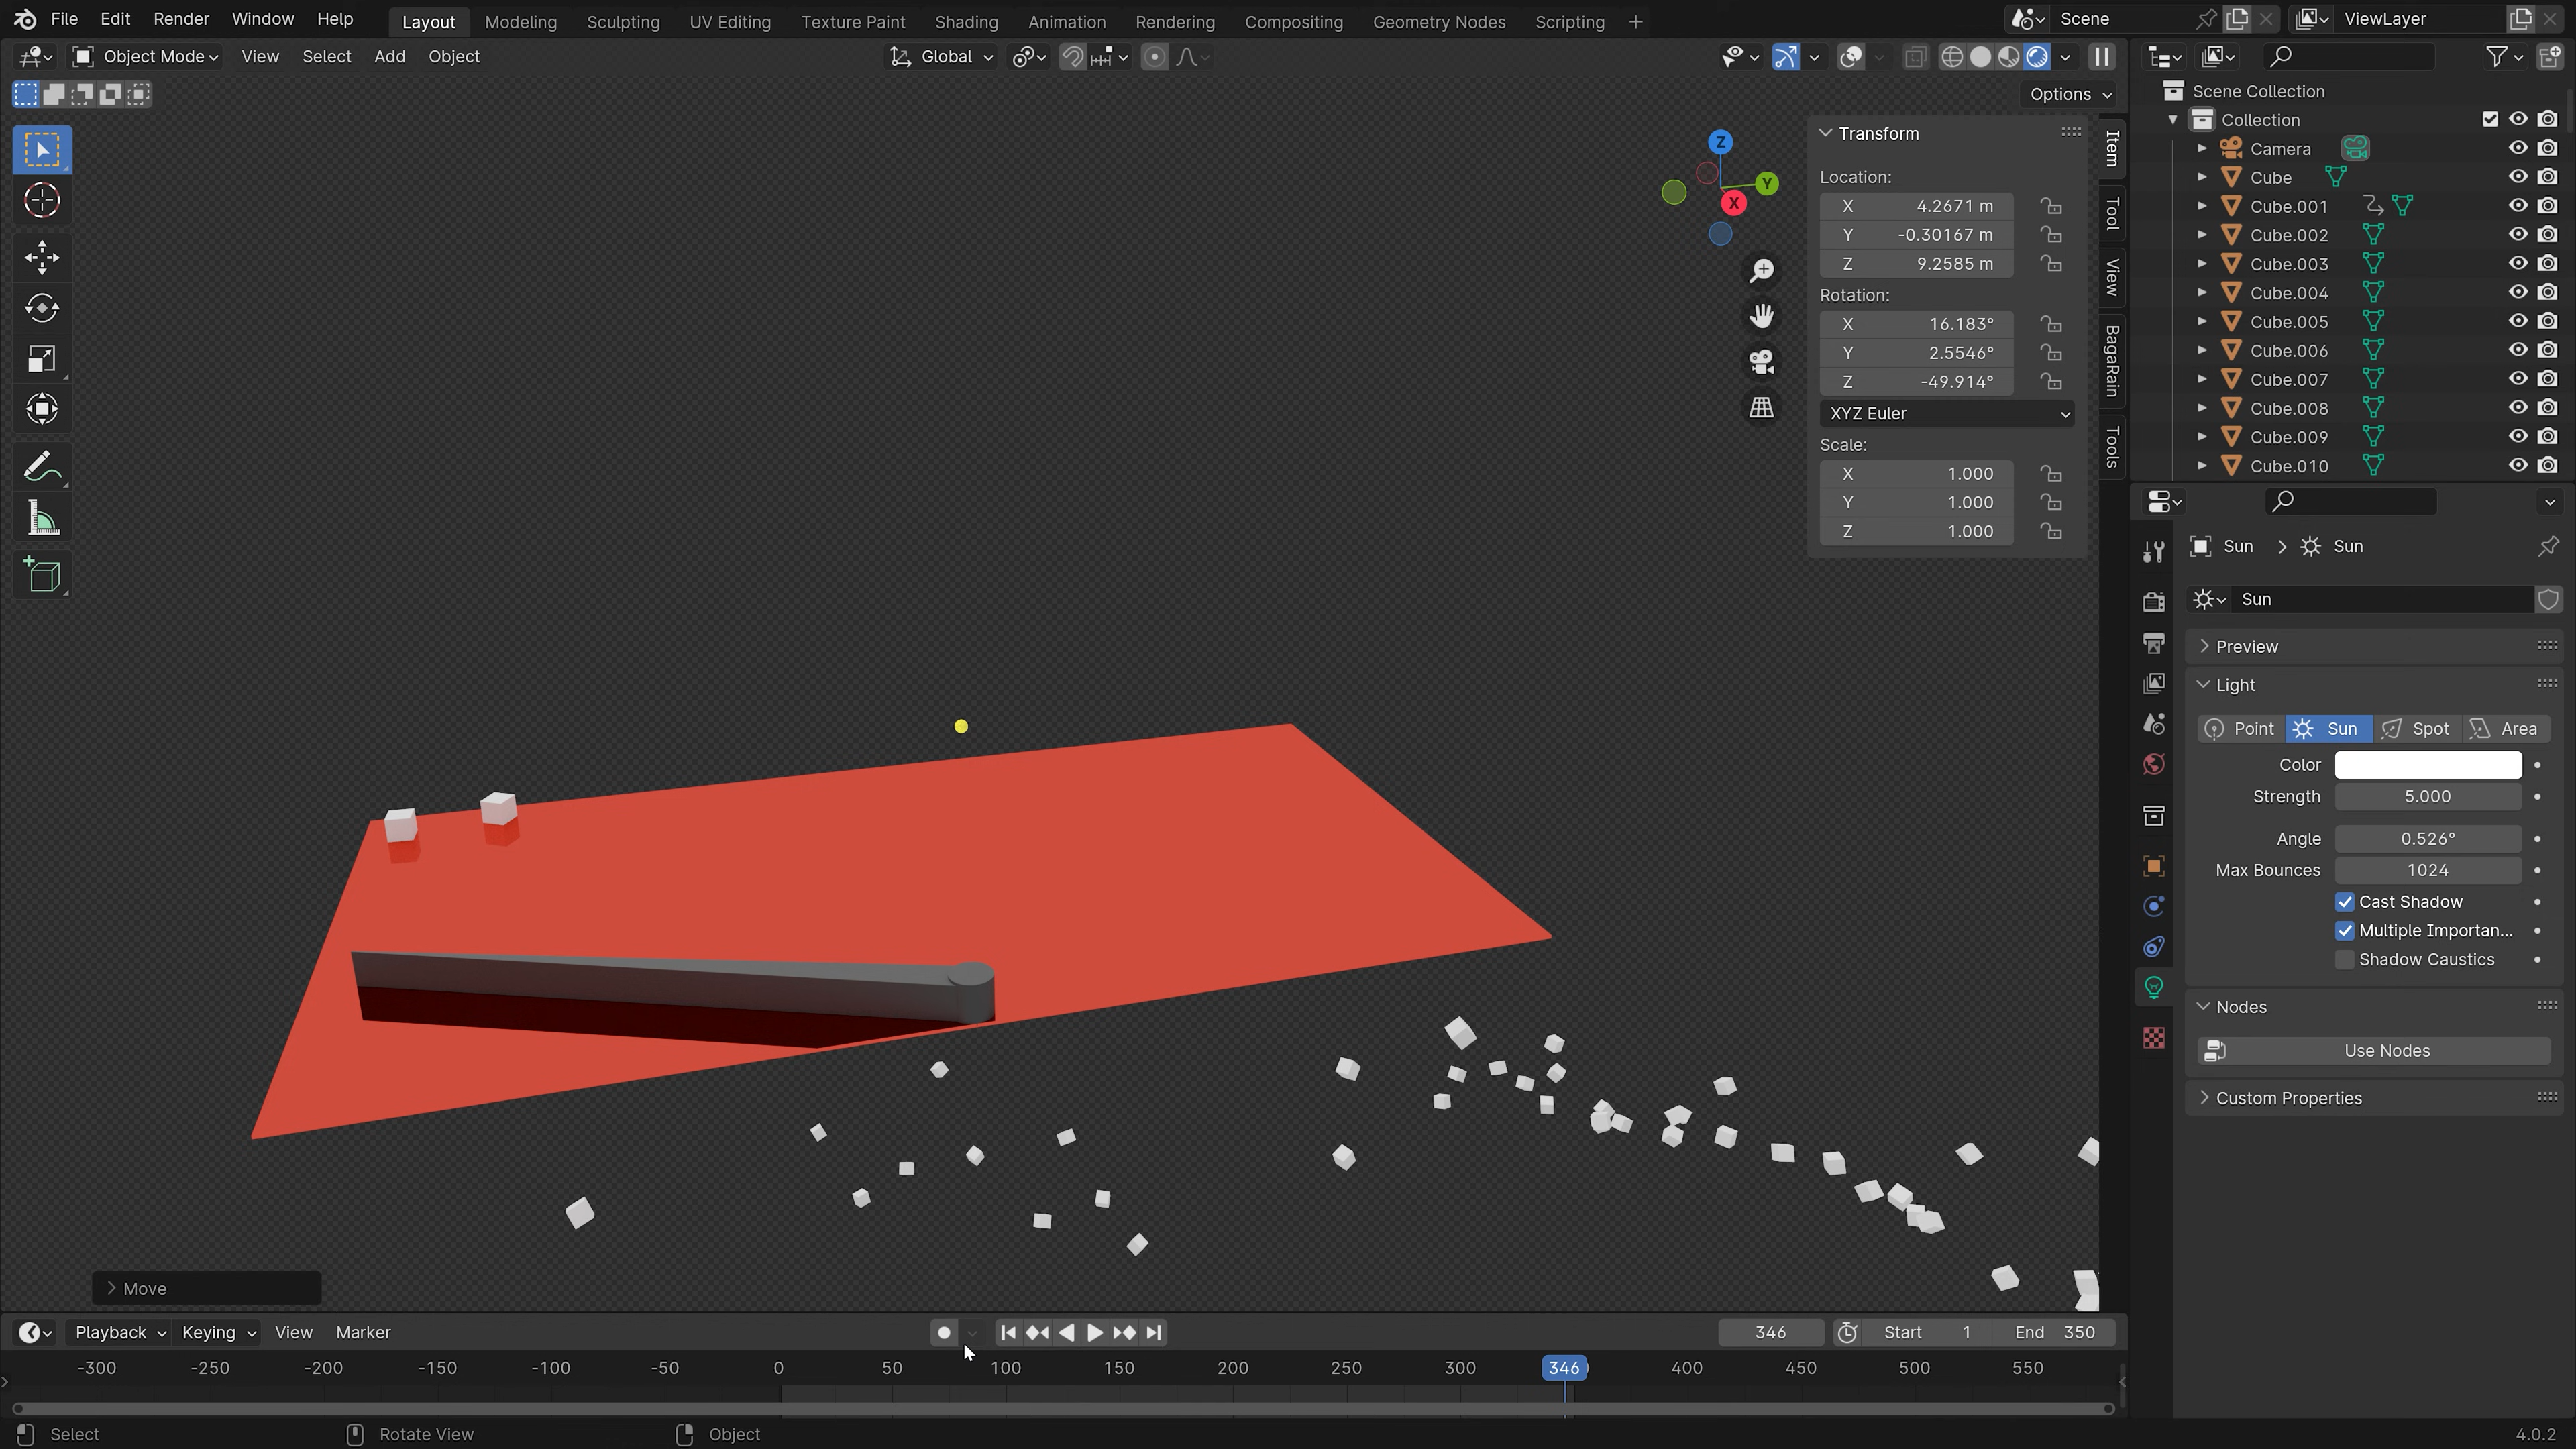 File Edit Render Window Help Layout Modeling Sculpting UV Editing Texture Paint Shading Animation Rendering Compositing Geometry Nodes Scripting + Scene ViewLayer
Object Mode View Select Add Object Global
Options
Scene Collection
Collection
Camera
Cube
Cube.001
Cube.002
Cube.003
Cube.004
Cube.005
Cube.006
Cube.007
Cube.008
Cube.009
Cube.010
Z
Y
X
Transform
Location:
X 4.2671 m
Y -0.30167 m
Z 9.2585 m
Rotation:
X 16.183°
Y 2.5546°
Z -49.914°
XYZ Euler
Scale:
X 1.000
Y 1.000
Z 1.000
Item
Tool
View
BagaRain
Tools
Sun > Sun
Sun
Preview
Light
Point Sun Spot Area
Color
Strength 5.000
Angle 0.526°
Max Bounces 1024
Cast Shadow
Multiple Importan...
Shadow Caustics
Nodes
Use Nodes
Custom Properties
Move
Playback Keying View Marker 346 Start 1 End 350
-300 -250 -200 -150 -100 -50 0 50 100 150 200 250 300 346 400 450 500 550
Select Rotate View Object 4.0.2